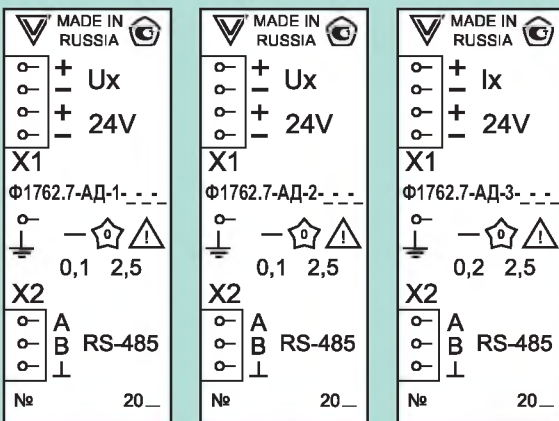 MADE IN
RUSSIA
+ Ux
−
+ 24V
−
X1
Ф1762.7-АД-1-_-_-_
− 0
0,1 2,5
X2
A
B RS-485
⊥
№ 20_
MADE IN
RUSSIA
+ Ux
−
+ 24V
−
X1
Ф1762.7-АД-2-_-_-_
− 0
0,1 2,5
X2
A
B RS-485
⊥
№ 20_
MADE IN
RUSSIA
+ Ix
−
+ 24V
−
X1
Ф1762.7-АД-3-_-_-_
− 0
0,2 2,5
X2
A
B RS-485
⊥
№ 20_